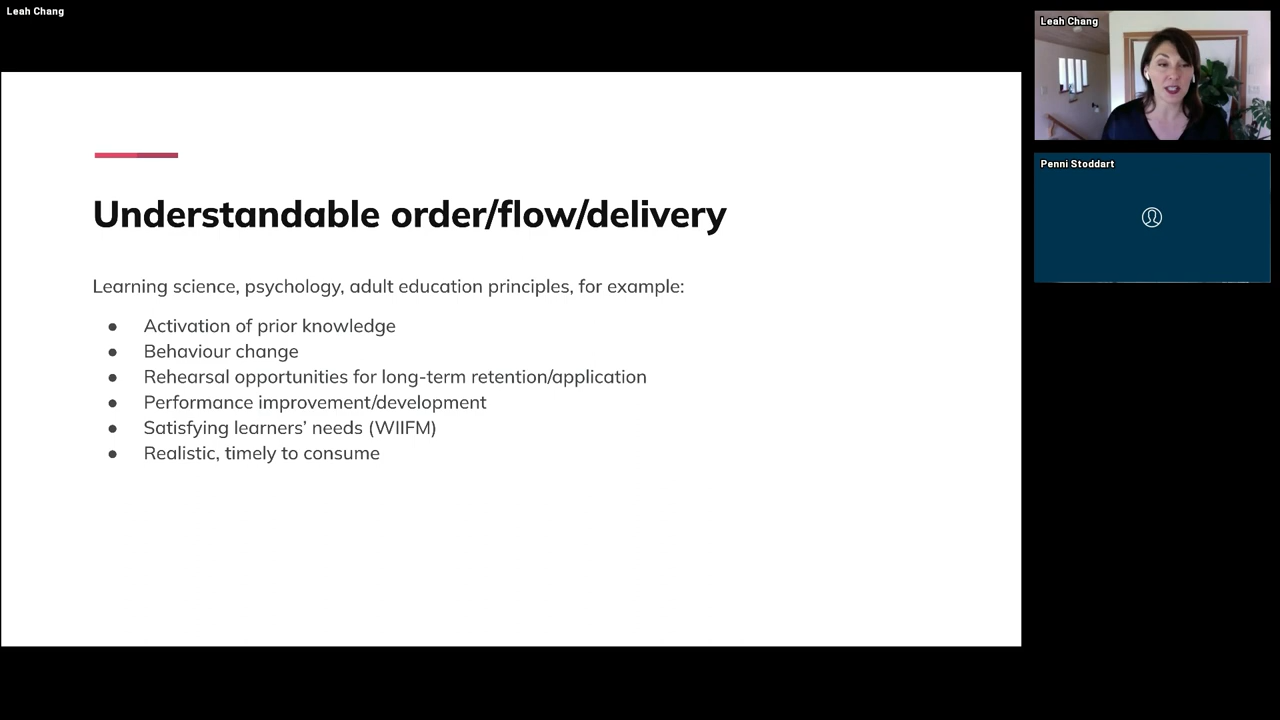 Leah Chang
Leah Chang
Penni Stoddart
Understandable order/flow/delivery
Learning science, psychology, adult education principles, for example:
● Activation of prior knowledge
● Behaviour change
● Rehearsal opportunities for long-term retention/application
● Performance improvement/development
● Satisfying learners’ needs (WIIFM)
● Realistic, timely to consume